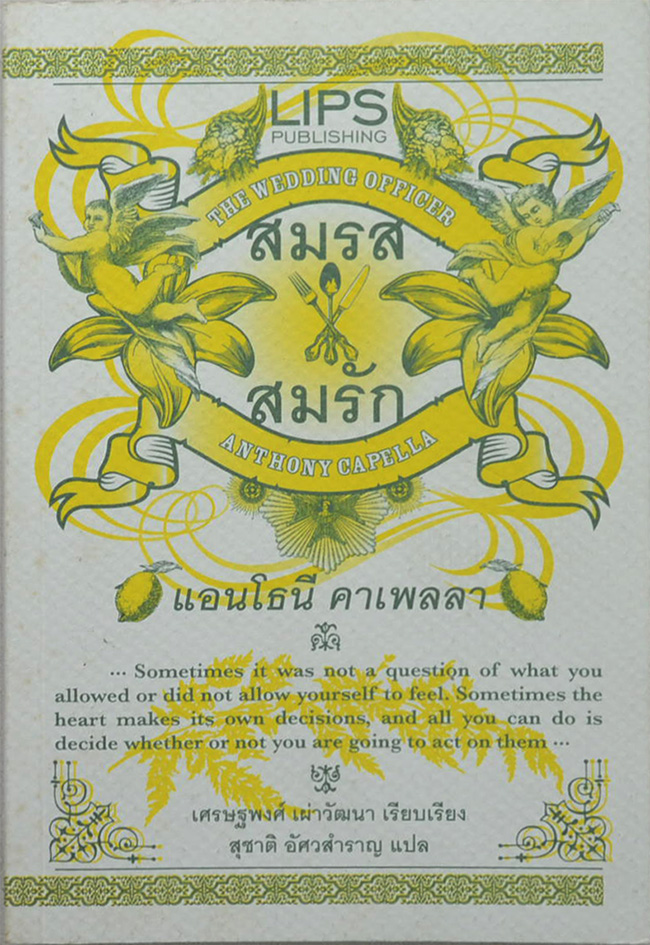 LIPS
PUBLISHING
THE WEDDING OFFICER
สมรส
สมรัก
ANTHONY CAPELLA
แอนโธนี คาเพลลา
... Sometimes it was not a question of what you
allowed or did not allow yourself to feel. Sometimes the
heart makes its own decisions, and all you can do is
decide whether or not you are going to act on them ...
เศรษฐพงศ์ เผ่าวัฒนา เรียบเรียง
สุชาติ อัศวสำราญ แปล